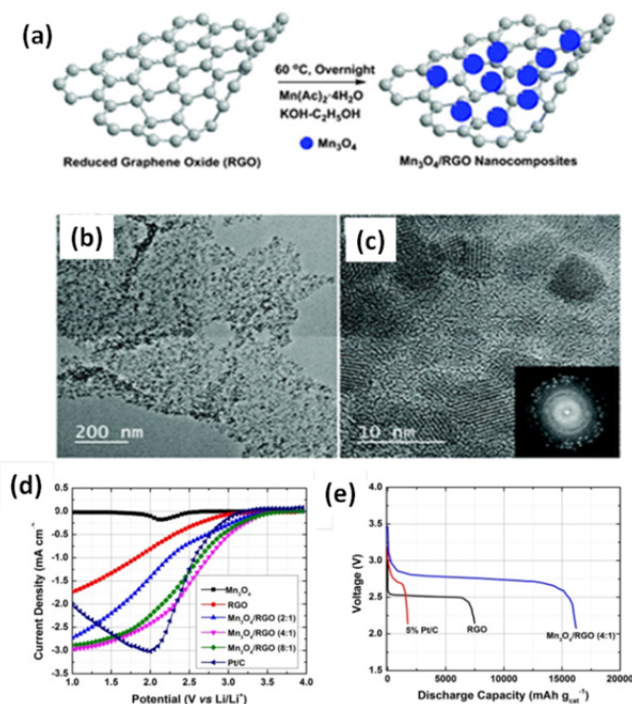 (a)
60 °C, Overnight
Mn(Ac)₂·4H₂O
KOH-C₂H₅OH
Mn₃O₄
Reduced Graphene Oxide (RGO)
Mn₃O₄/RGO Nanocomposites
(b)
200 nm
(c)
10 nm
(d)
0.5
0.0
-0.5
-1.0
-1.5
-2.0
-2.5
-3.0
-3.5
Current Density (mA cm⁻²)
Mn₃O₄
RGO
Mn₃O₄/RGO (2:1)
Mn₃O₄/RGO (4:1)
Mn₃O₄/RGO (8:1)
Pt/C
1.0 1.5 2.0 2.5 3.0 3.5 4.0
Potential (V vs Li/Li⁺)
(e)
4.0
3.5
3.0
2.5
2.0
Voltage (V)
5% Pt/C
RGO
Mn₃O₄/RGO (4:1)
0 5000 10000 15000 20000
Discharge Capacity (mAh g_cat⁻¹)